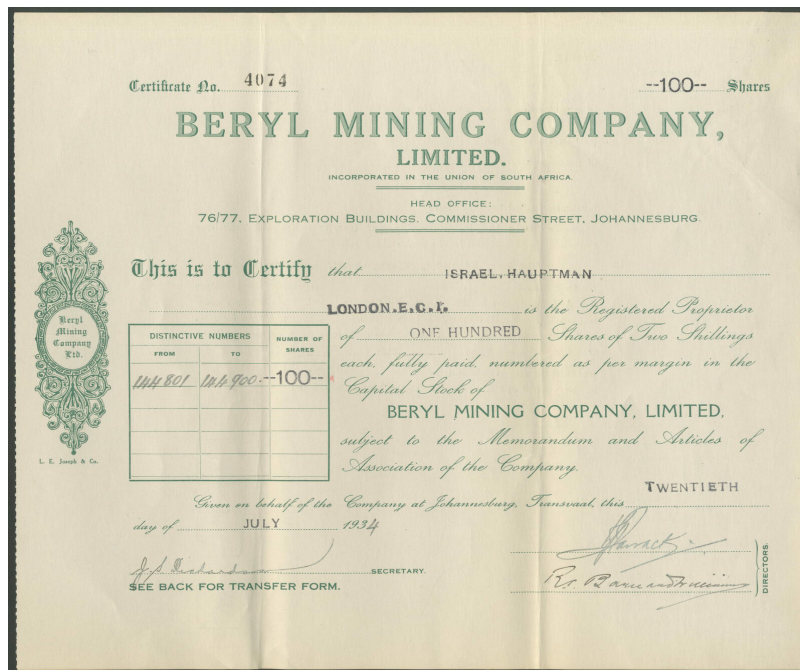 Certificate No. 4074 --100-- Shares
BERYL MINING COMPANY,
LIMITED.
INCORPORATED IN THE UNION OF SOUTH AFRICA.
HEAD OFFICE:
76/77, EXPLORATION BUILDINGS, COMMISSIONER STREET, JOHANNESBURG.
This is to Certify that ISRAEL. HAUPTMAN
LONDON.E.C.I. is the Registered Proprietor
of ONE HUNDRED Shares of Two Shillings
each, fully paid, numbered as per margin in the
Capital Stock of
BERYL MINING COMPANY, LIMITED,
subject to the Memorandum and Articles of
Association of the Company.
DISTINCTIVE NUMBERS NUMBER OF SHARES
FROM TO
144801 144900. --100--
Beryl
Mining
Company
Ltd.
L. E. Joseph & Co.
Given on behalf of the Company at Johannesburg, Transvaal, this TWENTIETH
day of JULY 1934
J. S. Richardson SECRETARY.
DIRECTORS.
SEE BACK FOR TRANSFER FORM.